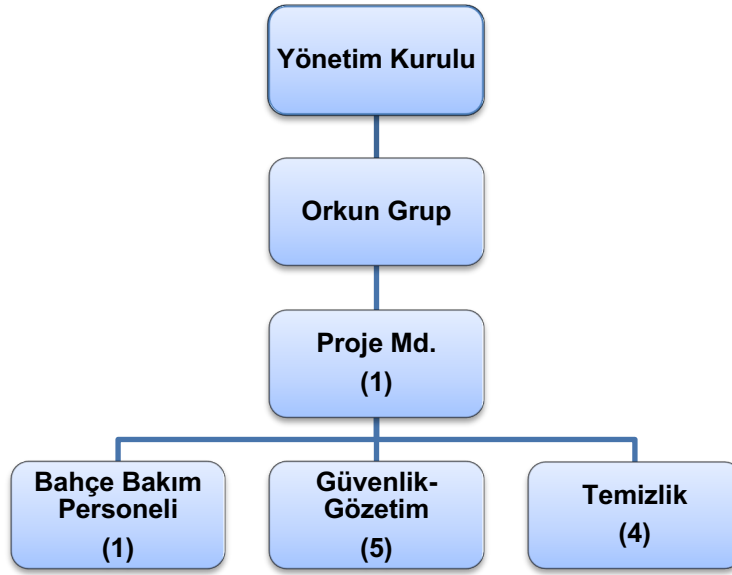 Yönetim Kurulu
Orkun Grup
Proje Md.
(1)
Bahçe Bakım
Personeli
(1)
Güvenlik-
Gözetim
(5)
Temizlik
(4)